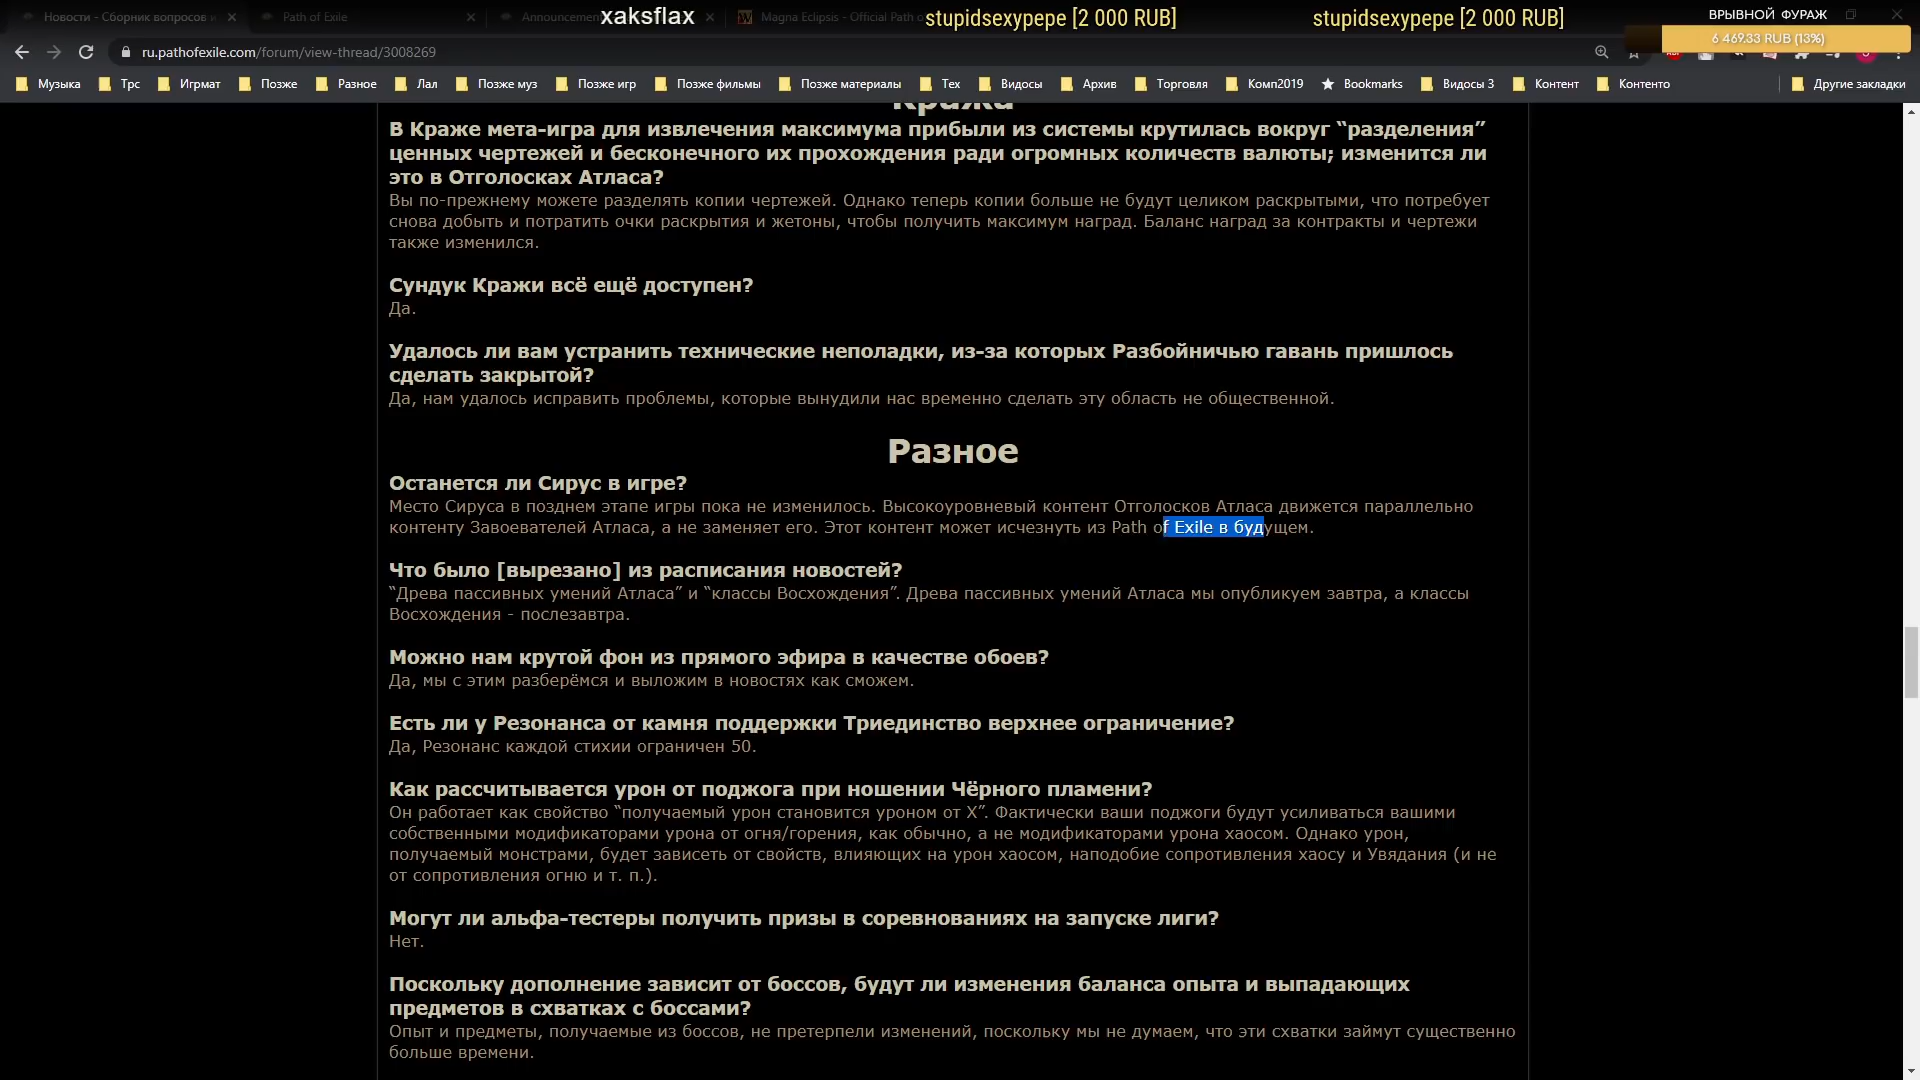 Новости - Сборник вопросов и
Path of Exile
Announcement
xaksflax
Magna Eclipsis - Official Path o
stupidsexypepe [2 000 RUB]
stupidsexypepe [2 000 RUB]
ВРЫВНОЙ ФУРАЖ
6 469.33 RUB (13%)
ru.pathofexile.com/forum/view-thread/3008269
Музыка Трс Игрмат Позже Разное Лал Позже муз Позже игр Позже фильмы Позже материалы Тех Видосы Архив Торговля Комп2019 Bookmarks Видосы 3 Контент Контенто Другие закладки
Кража
В Краже мета-игра для извлечения максимума прибыли из системы крутилась вокруг “разделения”
ценных чертежей и бесконечного их прохождения ради огромных количеств валюты; изменится ли
это в Отголосках Атласа?
Вы по-прежнему можете разделять копии чертежей. Однако теперь копии больше не будут целиком раскрытыми, что потребует
снова добыть и потратить очки раскрытия и жетоны, чтобы получить максимум наград. Баланс наград за контракты и чертежи
также изменился.
Сундук Кражи всё ещё доступен?
Да.
Удалось ли вам устранить технические неполадки, из-за которых Разбойничью гавань пришлось
сделать закрытой?
Да, нам удалось исправить проблемы, которые вынудили нас временно сделать эту область не общественной.
Разное
Останется ли Сирус в игре?
Место Сируса в позднем этапе игры пока не изменилось. Высокоуровневый контент Отголосков Атласа движется параллельно
контенту Завоевателей Атласа, а не заменяет его. Этот контент может исчезнуть из Path of Exile в будущем.
Что было [вырезано] из расписания новостей?
“Древа пассивных умений Атласа” и “классы Восхождения”. Древа пассивных умений Атласа мы опубликуем завтра, а классы
Восхождения - послезавтра.
Можно нам крутой фон из прямого эфира в качестве обоев?
Да, мы с этим разберёмся и выложим в новостях как сможем.
Есть ли у Резонанса от камня поддержки Триединство верхнее ограничение?
Да, Резонанс каждой стихии ограничен 50.
Как рассчитывается урон от поджога при ношении Чёрного пламени?
Он работает как свойство “получаемый урон становится уроном от X”. Фактически ваши поджоги будут усиливаться вашими
собственными модификаторами урона от огня/горения, как обычно, а не модификаторами урона хаосом. Однако урон,
получаемый монстрами, будет зависеть от свойств, влияющих на урон хаосом, наподобие сопротивления хаосу и Увядания (и не
от сопротивления огню и т. п.).
Могут ли альфа-тестеры получить призы в соревнованиях на запуске лиги?
Нет.
Поскольку дополнение зависит от боссов, будут ли изменения баланса опыта и выпадающих
предметов в схватках с боссами?
Опыт и предметы, получаемые из боссов, не претерпели изменений, поскольку мы не думаем, что эти схватки займут существенно
больше времени.